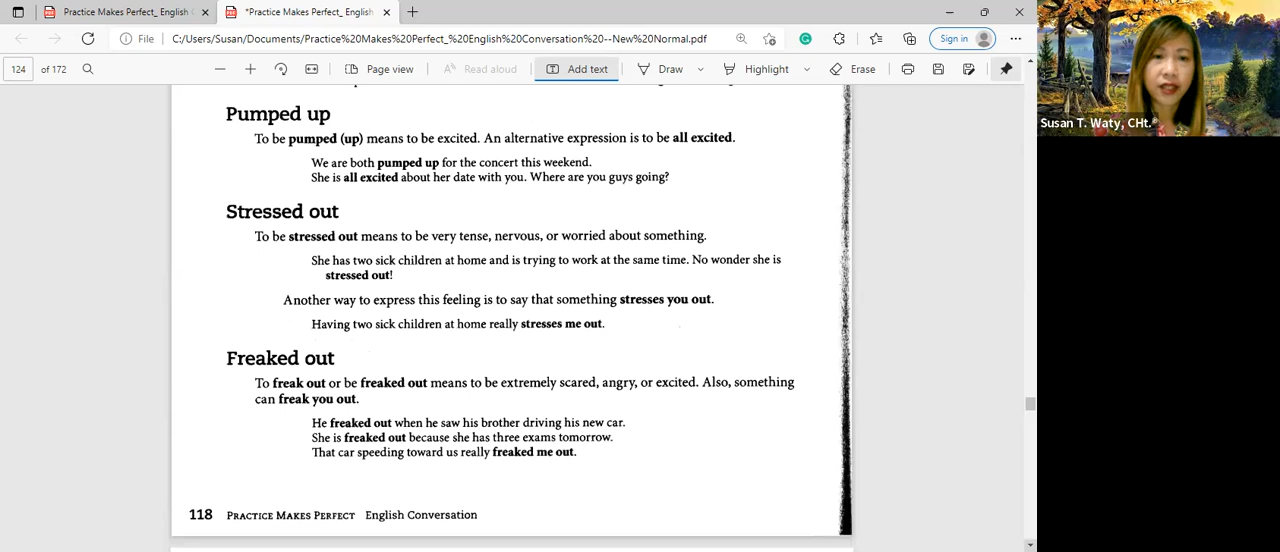 Practice Makes Perfect_ English
*Practice Makes Perfect_ English
File
C:/Users/Susan/Documents/Practice%20Makes%20Perfect_%20English%20Conversation%20--New%20Normal.pdf
Sign in
124 of 172
Page view
Read aloud
Add text
Draw
Highlight
Erase
Susan T. Waty, CHt.®
Pumped up
To be pumped (up) means to be excited. An alternative expression is to be all excited.
We are both pumped up for the concert this weekend.
She is all excited about her date with you. Where are you guys going?
Stressed out
To be stressed out means to be very tense, nervous, or worried about something.
She has two sick children at home and is trying to work at the same time. No wonder she is
stressed out!
Another way to express this feeling is to say that something stresses you out.
Having two sick children at home really stresses me out.
Freaked out
To freak out or be freaked out means to be extremely scared, angry, or excited. Also, something
can freak you out.
He freaked out when he saw his brother driving his new car.
She is freaked out because she has three exams tomorrow.
That car speeding toward us really freaked me out.
118 PRACTICE MAKES PERFECT English Conversation